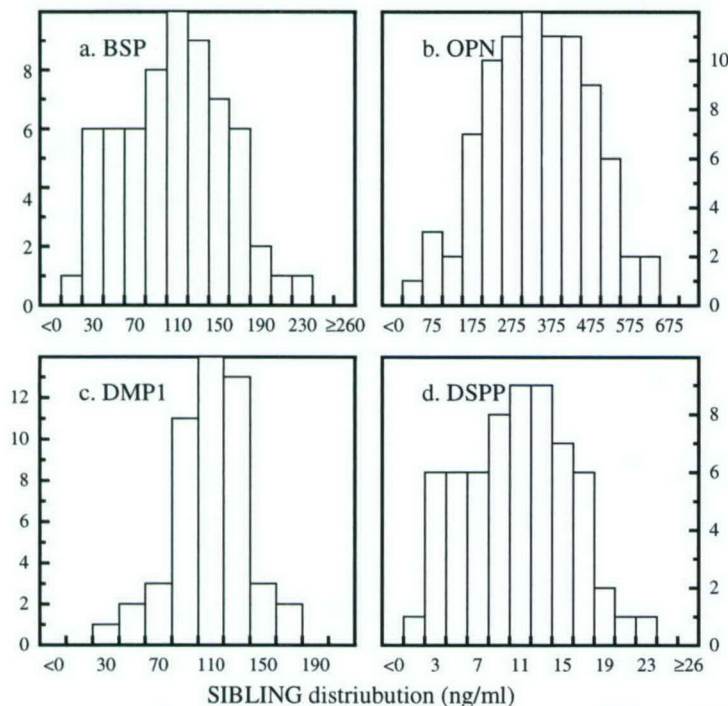 a. BSP
8
6
4
2
0
<0 30 70 110 150 190 230 ≥260
b. OPN
10
8
6
4
2
0
<0 75 175 275 375 475 575 675
c. DMP1
12
10
8
6
4
2
0
<0 30 70 110 150 190
d. DSPP
8
6
4
2
0
<0 3 7 11 15 19 23 ≥26
SIBLING distriubution (ng/ml)